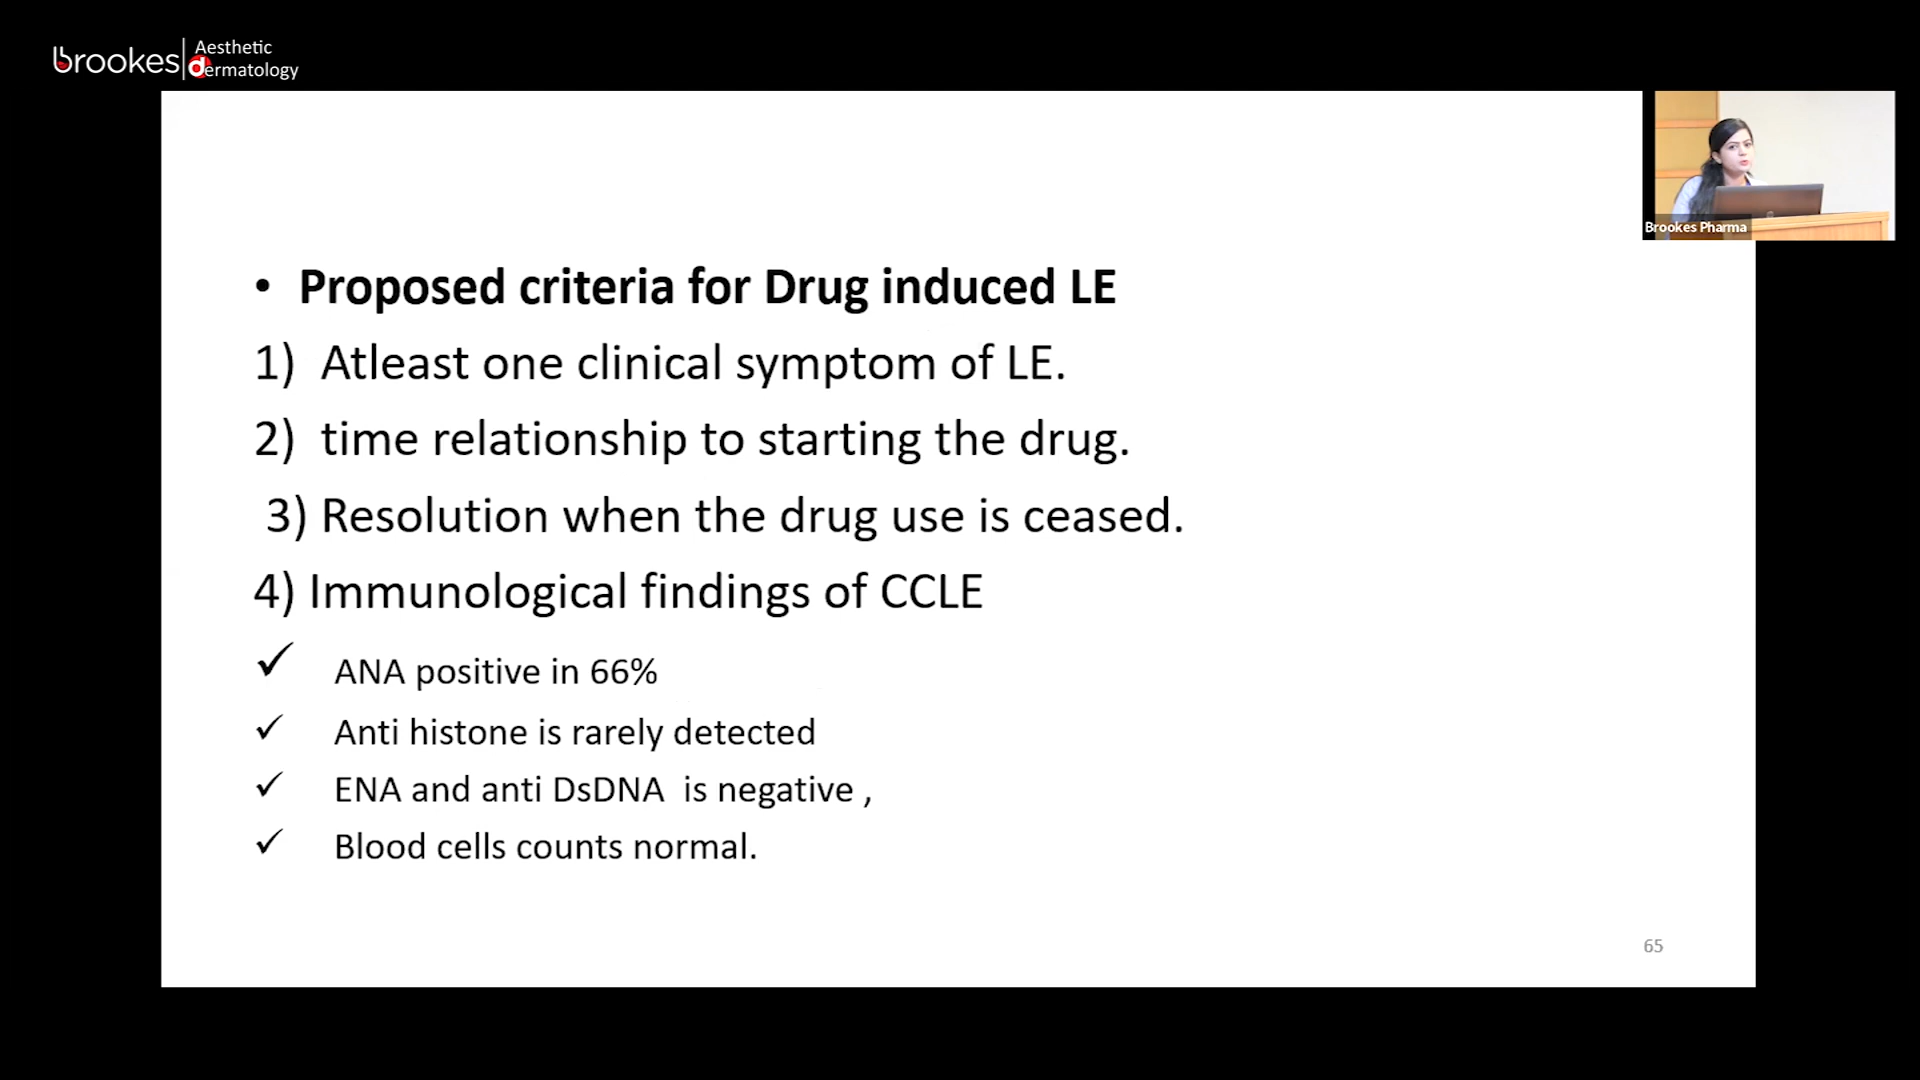 brookes
Aesthetic
dermatology
Brookes Pharma
• Proposed criteria for Drug induced LE
1) Atleast one clinical symptom of LE.
2) time relationship to starting the drug.
3) Resolution when the drug use is ceased.
4) Immunological findings of CCLE
✓ ANA positive in 66%
✓ Anti histone is rarely detected
✓ ENA and anti DsDNA is negative ,
✓ Blood cells counts normal.
65